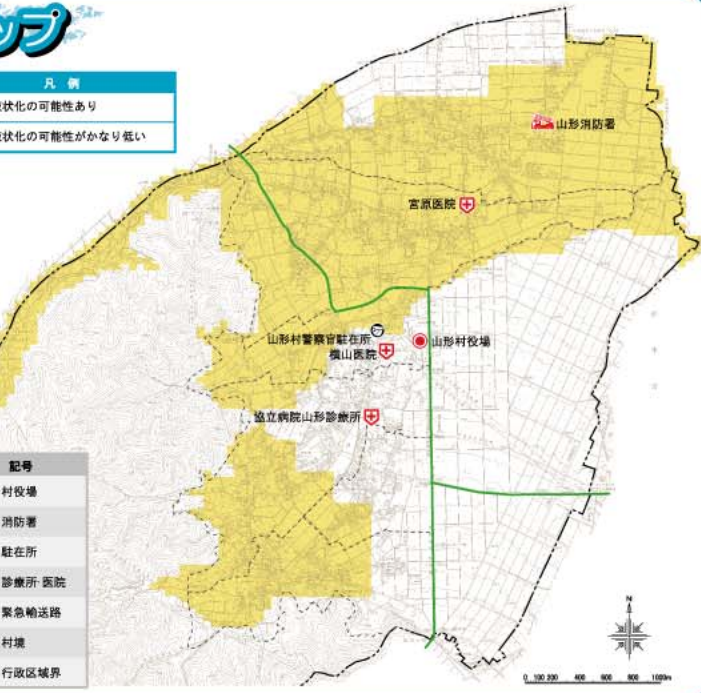 ップ
凡 例
状化の可能性あり
状化の可能性がかなり低い
山形消防署
宮原医院
山形村警察官駐在所
横山医院
山形村役場
協立病院山形診療所
記号
村役場
消防署
駐在所
診療所・医院
緊急輸送路
村境
行政区域界
N
0 100 200 400 600 800 1000m